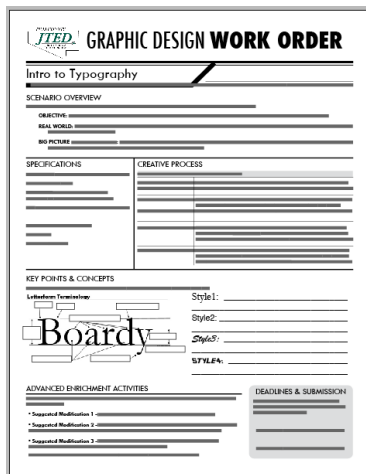 JTED
GRAPHIC DESIGN WORK ORDER
Intro to Typography
SCENARIO OVERVIEW
OBJECTIVE:
REAL WORLD:
BIG PICTURE
SPECIFICATIONS
CREATIVE PROCESS
KEY POINTS & CONCEPTS
Letterform Terminology
Boardy
Style1:
Style2:
Style3:
STYLE4:
ADVANCED ENRICHMENT ACTIVITIES
• Suggested Modification 1 -
• Suggested Modification 2 -
• Suggested Modification 3 -
DEADLINES & SUBMISSION